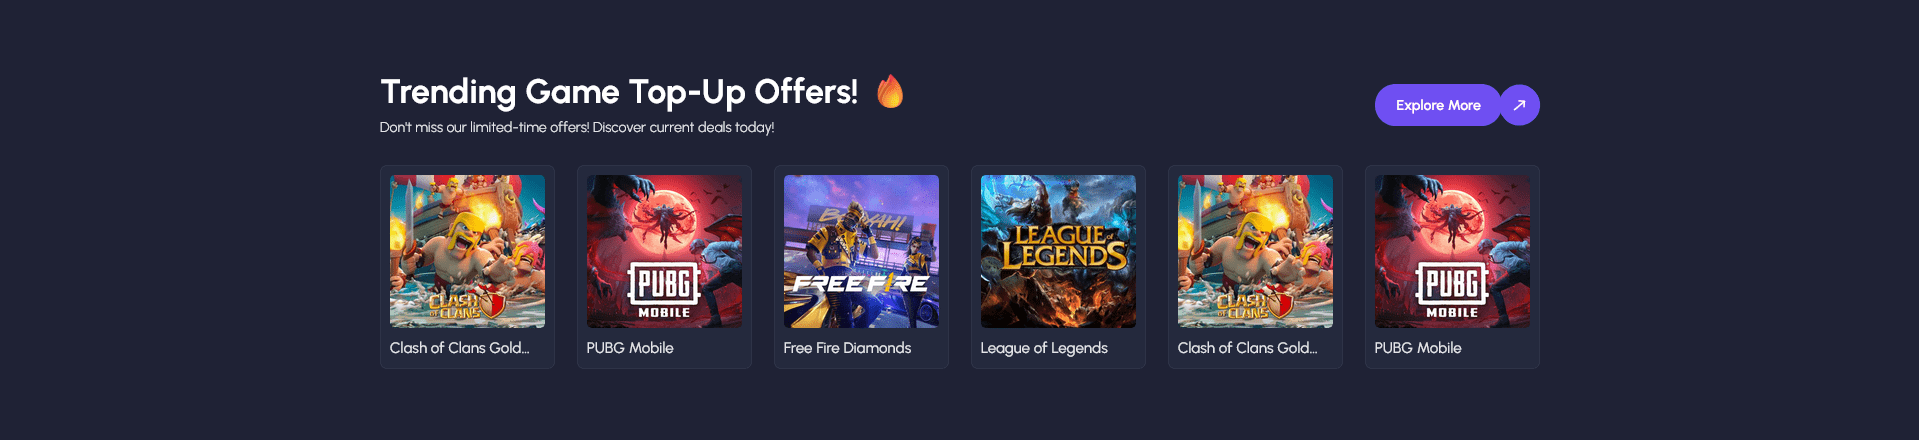 Trending Game Top-Up Offers! 🔥
Don't miss our limited-time offers! Discover current deals today!
Explore More
CLASH
OF CLANS
Clash of Clans Gold...
PUBG
MOBILE
PUBG Mobile
BOOYAH!
FREE FIRE
Free Fire Diamonds
LEAGUE of
LEGENDS
League of Legends
CLASH
OF CLANS
Clash of Clans Gold...
PUBG
MOBILE
PUBG Mobile